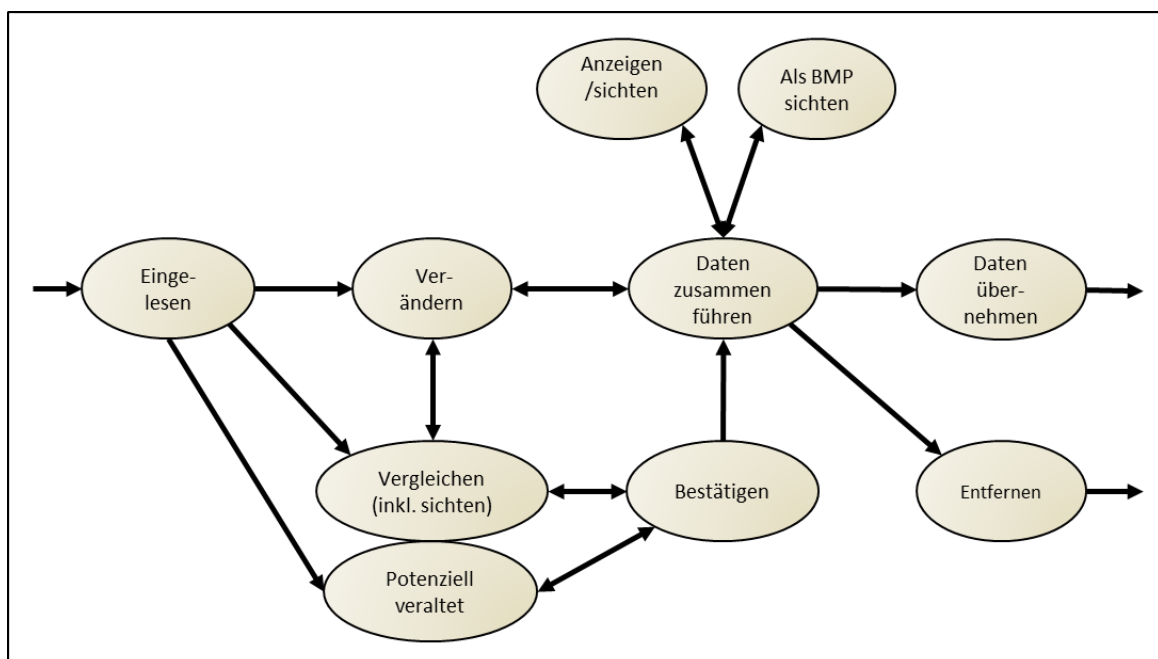 Anzeigen
/sichten
Als BMP
sichten
Einge-
lesen
Ver-
ändern
Daten
zusammen
führen
Daten
über-
nehmen
Vergleichen
(inkl. sichten)
Bestätigen
Entfernen
Potenziell
veraltet